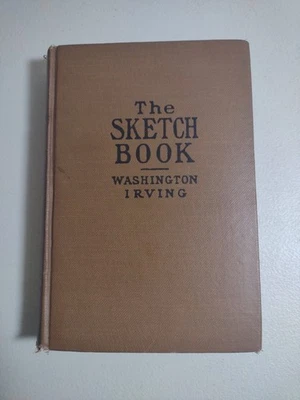 The
SKETCH
BOOK
WASHINGTON
IRVING